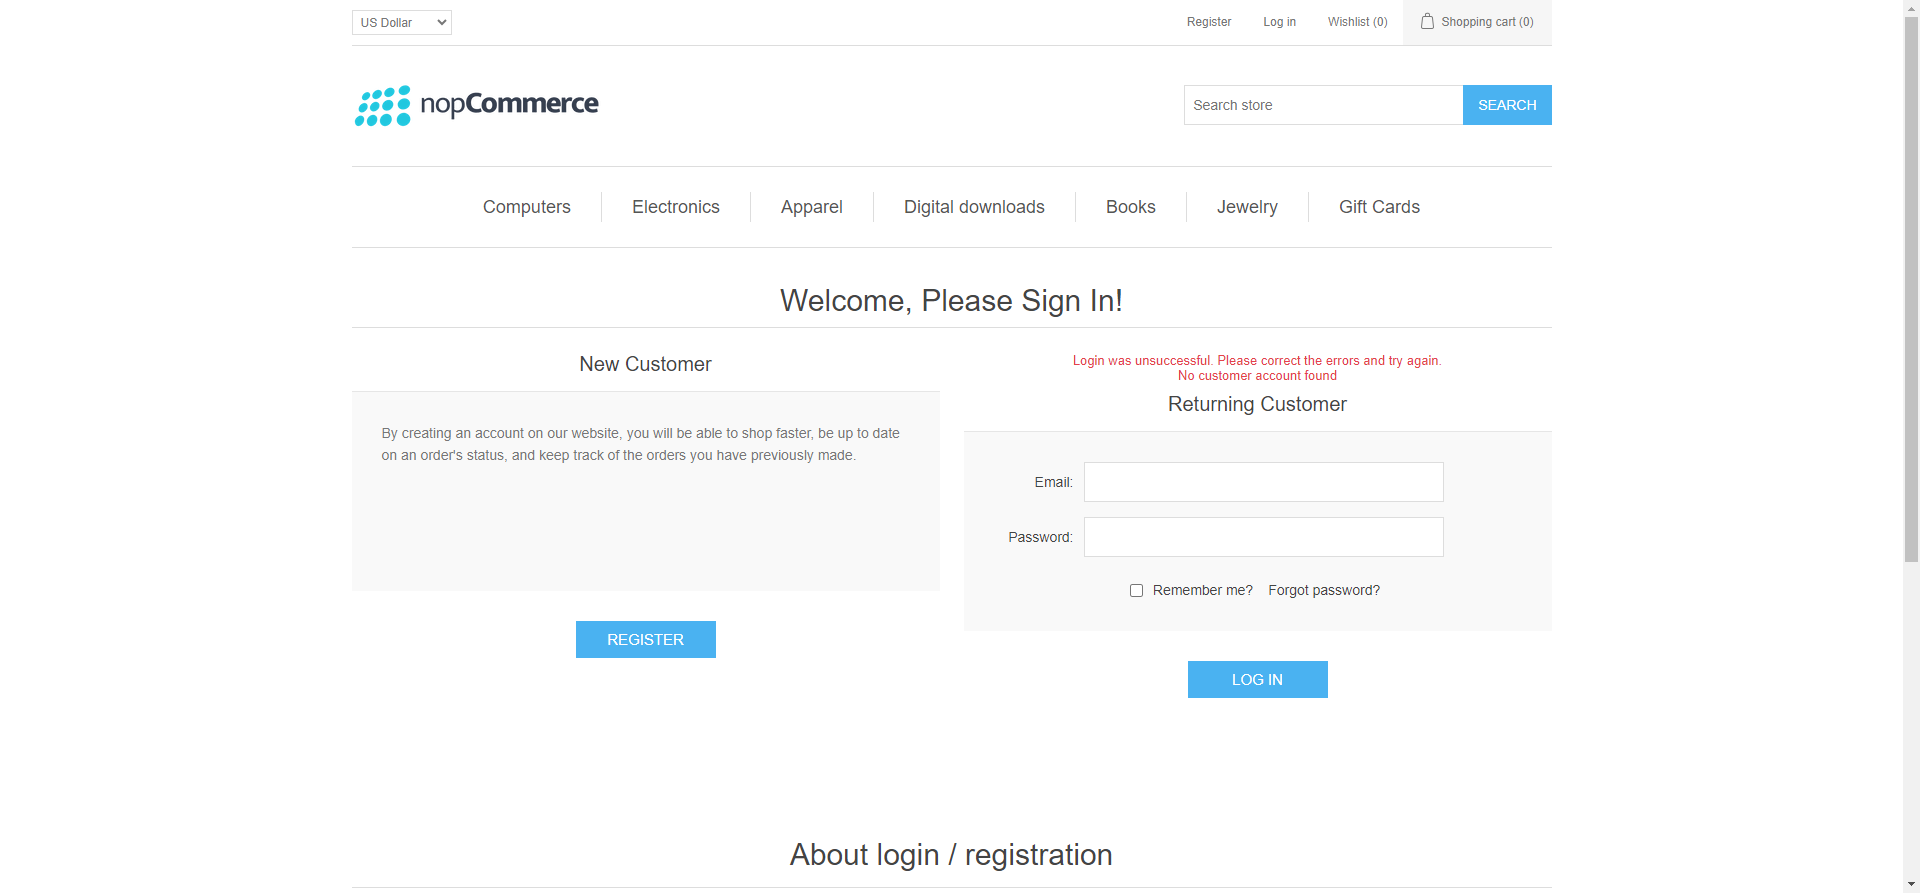 US Dollar
Register
Log in
Wishlist (0)
Shopping cart (0)
nopCommerce
Search store
SEARCH
Computers
Electronics
Apparel
Digital downloads
Books
Jewelry
Gift Cards
Welcome, Please Sign In!
New Customer
By creating an account on our website, you will be able to shop faster, be up to date
on an order's status, and keep track of the orders you have previously made.
REGISTER
Login was unsuccessful. Please correct the errors and try again.
No customer account found
Returning Customer
Email:
Password:
Remember me?
Forgot password?
LOG IN
About login / registration